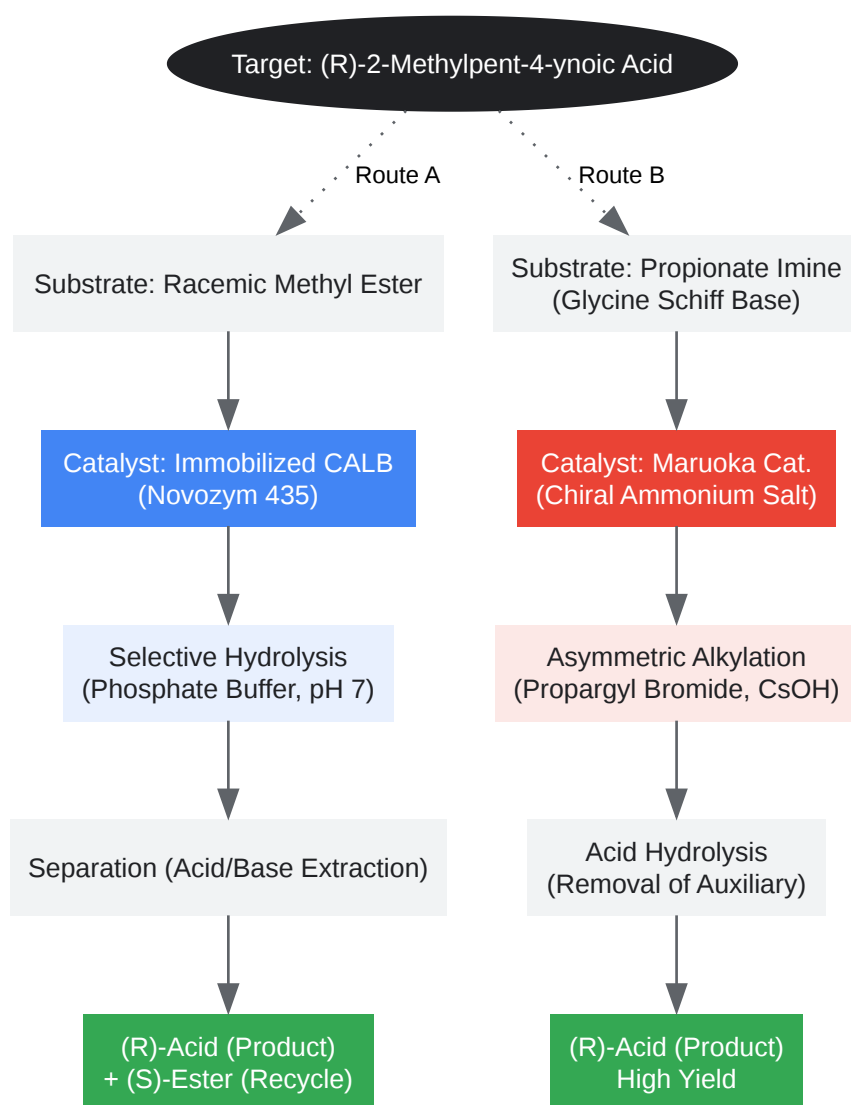 Target: (R)-2-Methylpent-4-ynoic Acid
Route A
Route B
Substrate: Racemic Methyl Ester
Substrate: Propionate Imine
(Glycine Schiff Base)
Catalyst: Immobilized CALB
(Novozym 435)
Catalyst: Maruoka Cat.
(Chiral Ammonium Salt)
Selective Hydrolysis
(Phosphate Buffer, pH 7)
Asymmetric Alkylation
(Propargyl Bromide, CsOH)
Separation (Acid/Base Extraction)
Acid Hydrolysis
(Removal of Auxiliary)
(R)-Acid (Product)
+ (S)-Ester (Recycle)
(R)-Acid (Product)
High Yield